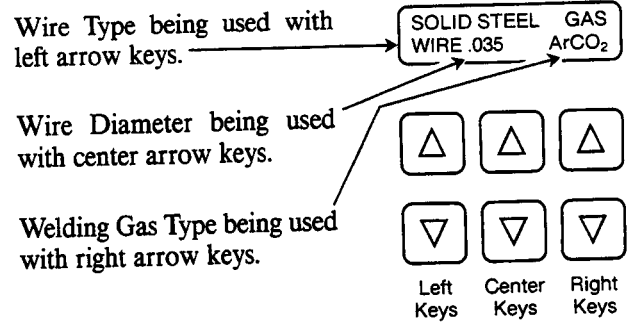 Wire Type being used with
left arrow keys.
SOLID STEEL GAS
WIRE .035 ArCO₂
Wire Diameter being used
with center arrow keys.
Welding Gas Type being used
with right arrow keys.
Left Keys
Center Keys
Right Keys